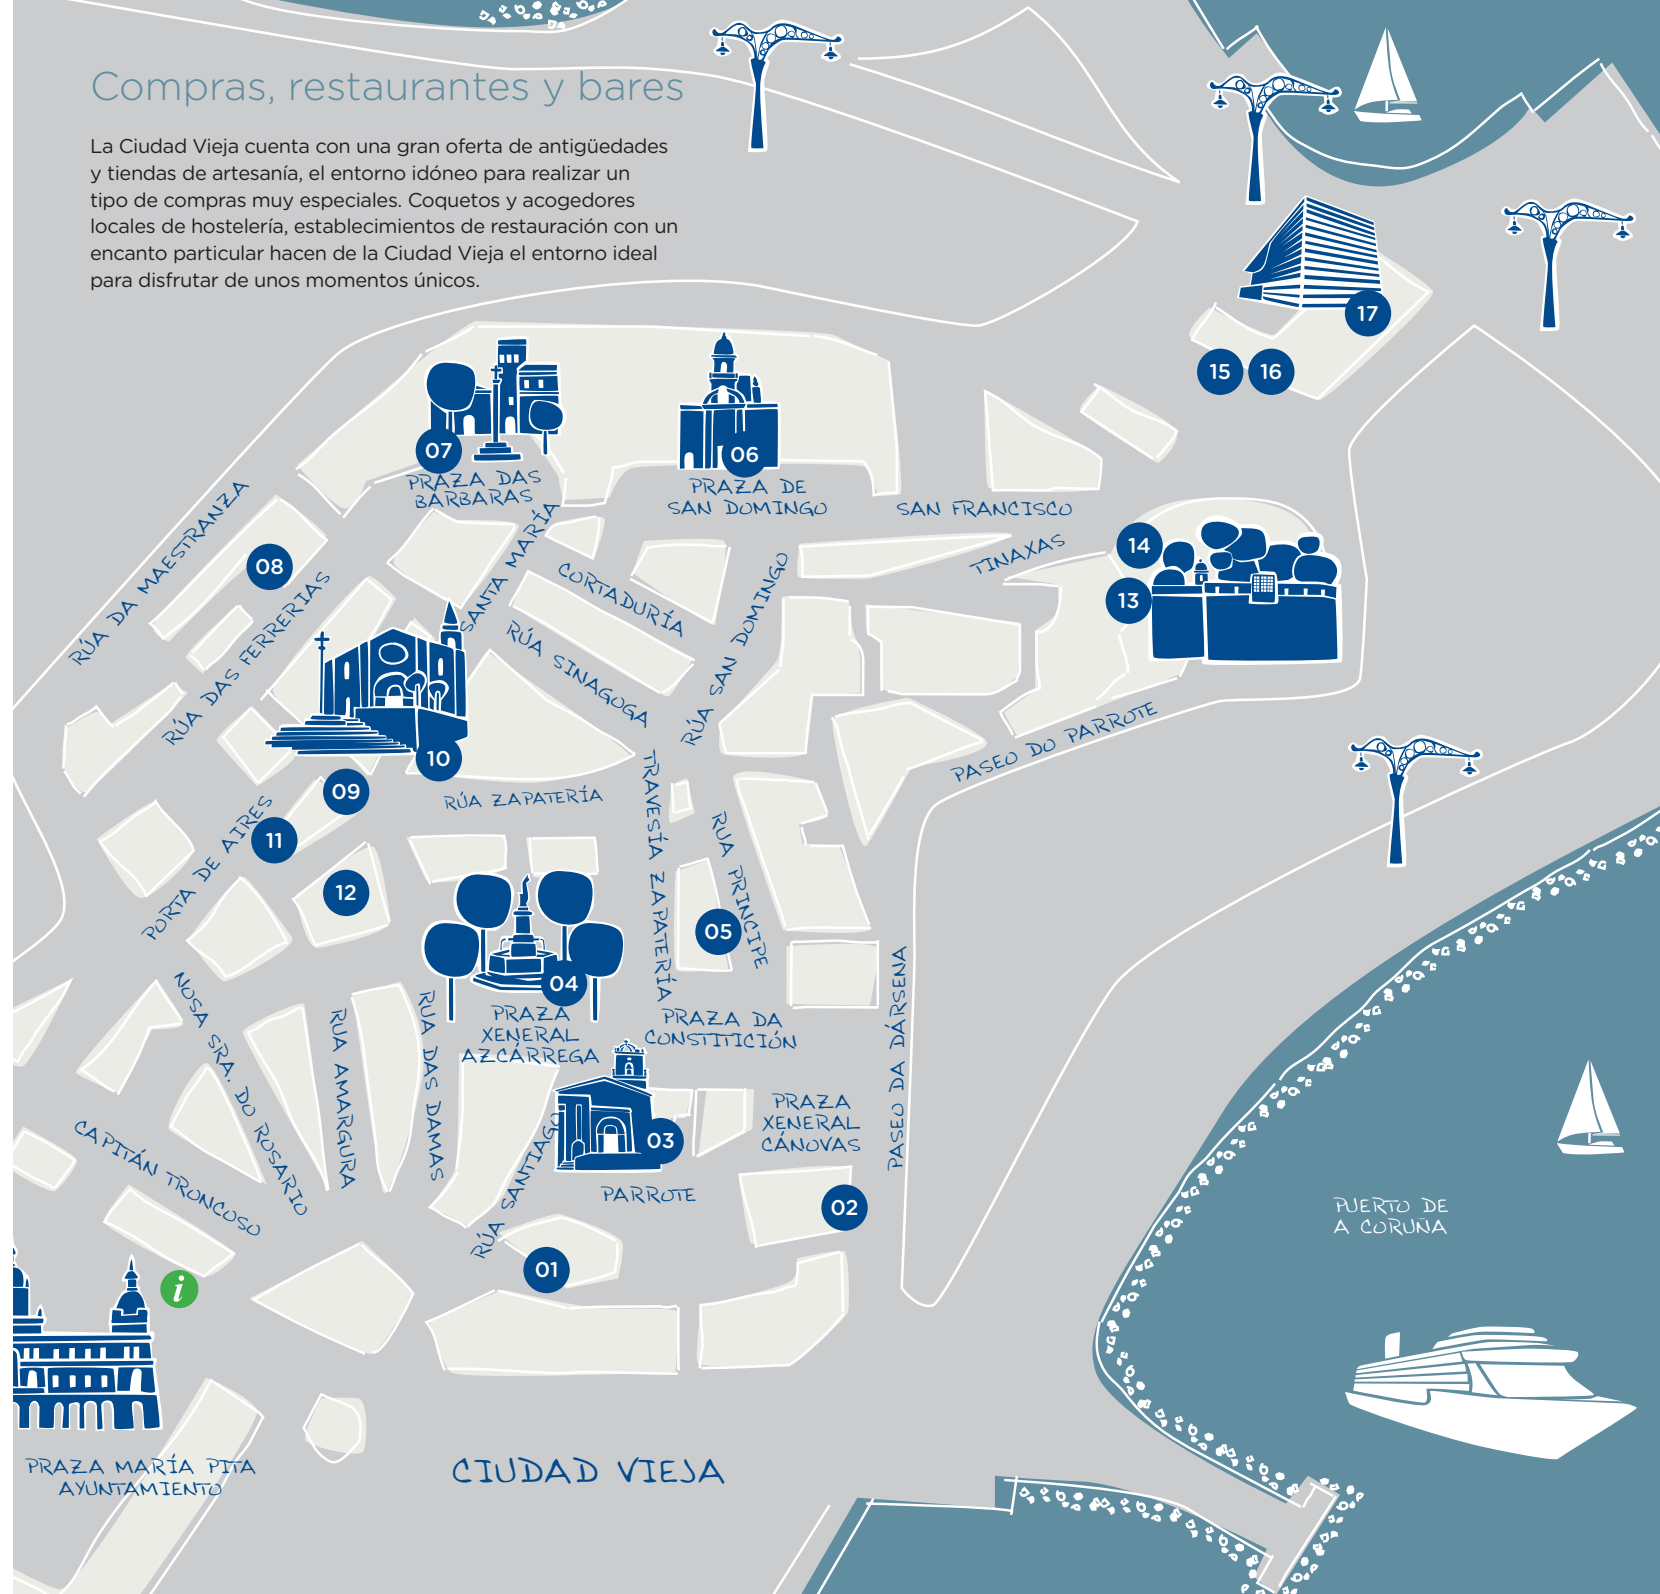 Compras, restaurantes y bares
La Ciudad Vieja cuenta con una gran oferta de antigüedades
y tiendas de artesanía, el entorno idóneo para realizar un
tipo de compras muy especiales. Coquetos y acogedores
locales de hostelería, establecimientos de restauración con un
encanto particular hacen de la Ciudad Vieja el entorno ideal
para disfrutar de unos momentos únicos.
17
15
16
07
06
PRAZA DAS
BÁRBARAS
PRAZA DE
SAN DOMINGO
SAN FRANCISCO
TINAXAS
14
13
RÚA DA MAESTRANZA
08
RÚA DAS FERRERIAS
SANTA MARÍA
CORTADURÍA
RÚA SINAGOGA
RÚA SAN DOMINGO
PASEO DO PARROTE
10
09
RÚA ZAPATERÍA
TRAVESÍA ZAPATERÍA
RUA PRINCIPE
11
PORTA DE AIRES
12
05
04
PRAZA
XENERAL
AZCÁRREGA
PRAZA DA
CONSTITICIÓN
PASEO DA DÁRSENA
NOSA SRA. DO ROSARIO
RUA AMARGURA
RUA DAS DAMAS
CAPITÁN TRONCOSO
RÚA SANTIAGO
03
PRAZA
XENERAL
CÁNOVAS
PARROTE
02
01
i
PUERTO DE
A CORUÑA
PRAZA MARÍA PITA
AYUNTAMIENTO
CIUDAD VIEJA